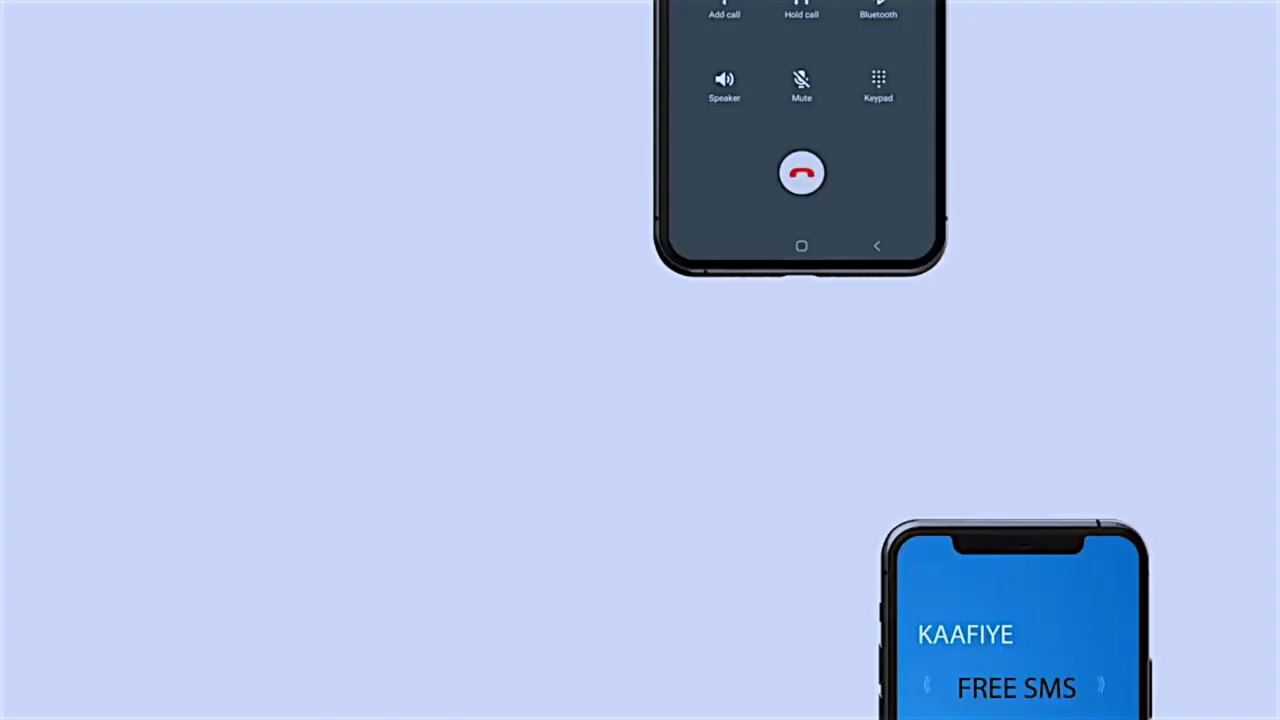 Add call Hold call Bluetooth
Speaker Mute Keypad
KAAFIYE
FREE SMS